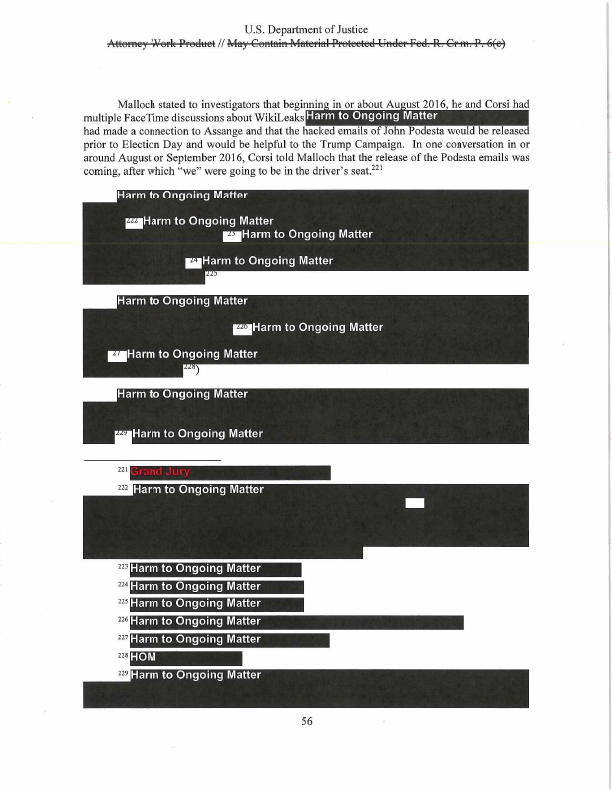 U.S. Department of Justice
Attorney Work Product // May Contain Material Protected Under Fed. R. Crim. P. 6(e)
Malloch stated to investigators that beginning in or about August 2016, he and Corsi had
multiple FaceTime discussions about WikiLeaks Harm to Ongoing Matter
had made a connection to Assange and that the hacked emails of John Podesta would be released
prior to Election Day and would be helpful to the Trump Campaign. In one conversation in or
around August or September 2016, Corsi told Malloch that the release of the Podesta emails was
coming, after which “we” were going to be in the driver’s seat.221
Harm to Ongoing Matter
222 Harm to Ongoing Matter
23 Harm to Ongoing Matter
24 Harm to Ongoing Matter
225
Harm to Ongoing Matter
226 Harm to Ongoing Matter
27 Harm to Ongoing Matter
228)
Harm to Ongoing Matter
229 Harm to Ongoing Matter
221 Grand Jury
222 Harm to Ongoing Matter
223 Harm to Ongoing Matter
224 Harm to Ongoing Matter
225 Harm to Ongoing Matter
226 Harm to Ongoing Matter
227 Harm to Ongoing Matter
228 HOM
229 Harm to Ongoing Matter
56